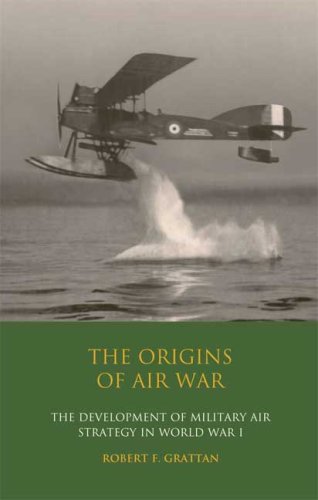 THE ORIGINS
OF AIR WAR
THE DEVELOPMENT OF MILITARY AIR
STRATEGY IN WORLD WAR I
ROBERT F. GRATTAN